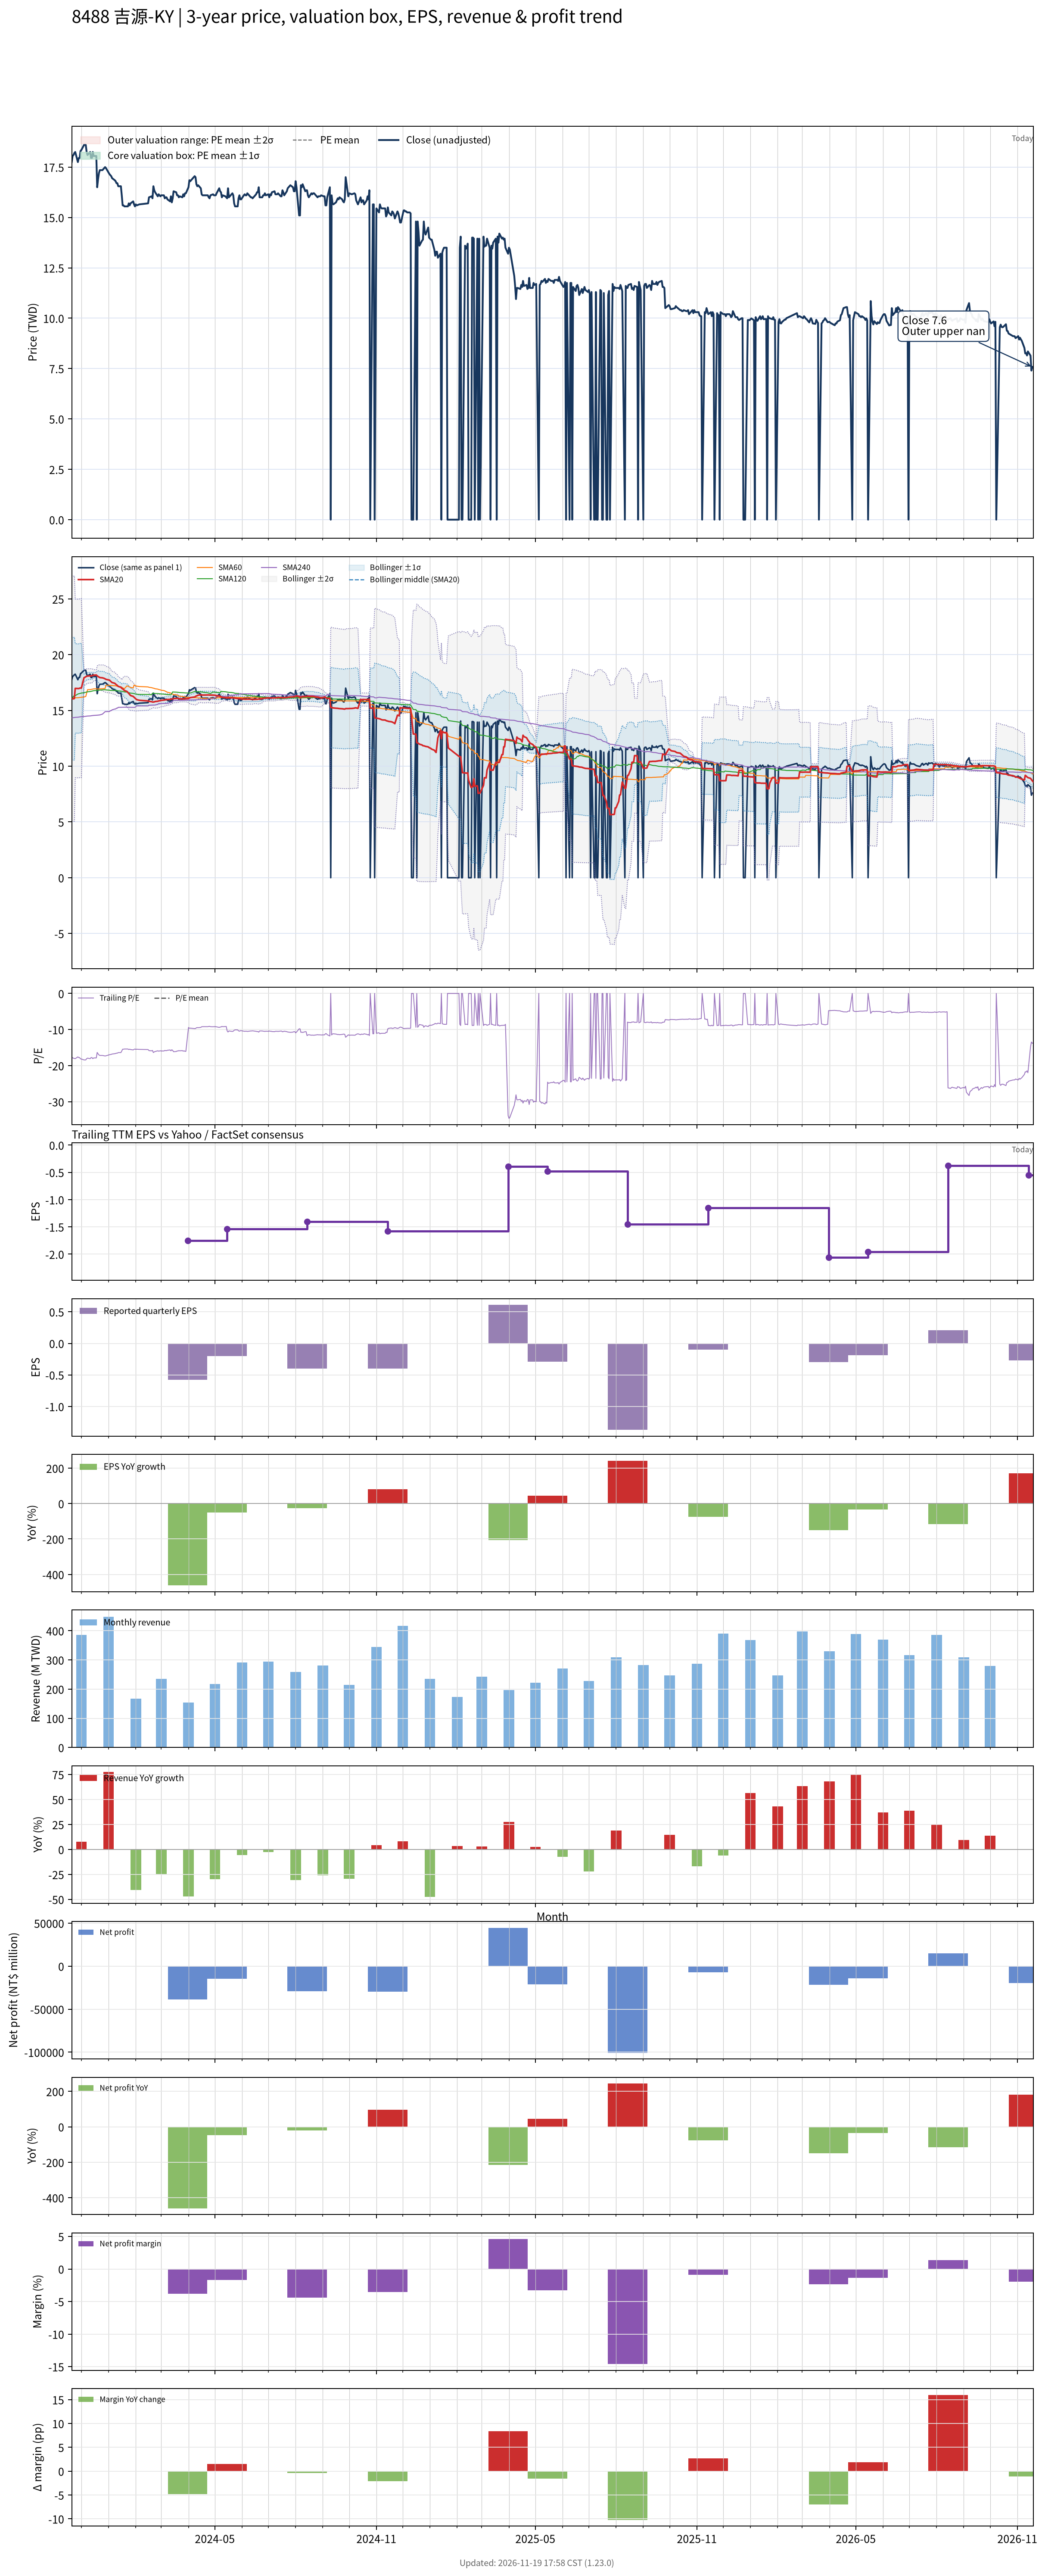 8488 吉源-KY | 3-year price, valuation box, EPS, revenue & profit trend
Outer valuation range: PE mean ±2σ
PE mean
Close (unadjusted)
Core valuation box: PE mean ±1σ
Today
Price (TWD)
17.5
15.0
12.5
10.0
7.5
5.0
2.5
0.0
Close 7.6
Outer upper nan
Close (same as panel 1)
SMA60
SMA240
Bollinger ±1σ
SMA20
SMA120
Bollinger ±2σ
Bollinger middle (SMA20)
Price
25
20
15
10
5
0
-5
Trailing P/E
P/E mean
P/E
0
-10
-20
-30
Trailing TTM EPS vs Yahoo / FactSet consensus
Today
EPS
0.0
-0.5
-1.0
-1.5
-2.0
Reported quarterly EPS
EPS
0.5
0.0
-0.5
-1.0
EPS YoY growth
YoY (%)
200
0
-200
-400
Monthly revenue
Revenue (M TWD)
400
300
200
100
0
Revenue YoY growth
YoY (%)
75
50
25
0
-25
-50
Month
Net profit
Net profit (NT$ million)
50000
0
-50000
-100000
Net profit YoY
YoY (%)
200
0
-200
-400
Net profit margin
Margin (%)
5
0
-5
-10
-15
Margin YoY change
Δ margin (pp)
15
10
5
0
-5
-10
2024-05
2024-11
2025-05
2025-11
2026-05
2026-11
Updated: 2026-11-19 17:58 CST (1.23.0)